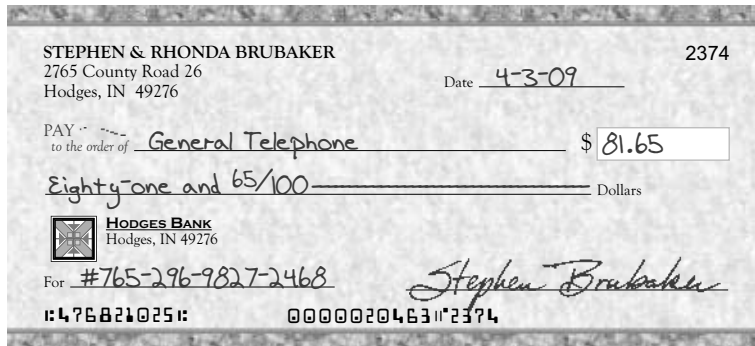 STEPHEN & RHONDA BRUBAKER 2374
2765 County Road 26
Hodges, IN 49276
Date 4-3-09
PAY
to the order of General Telephone $ 81.65
Eighty-one and 65/100 Dollars
HODGES BANK
Hodges, IN 49276
For #765-296-9827-2468 Stephen Brubaker
⑆476821025⑆ 00000204631⑈2374